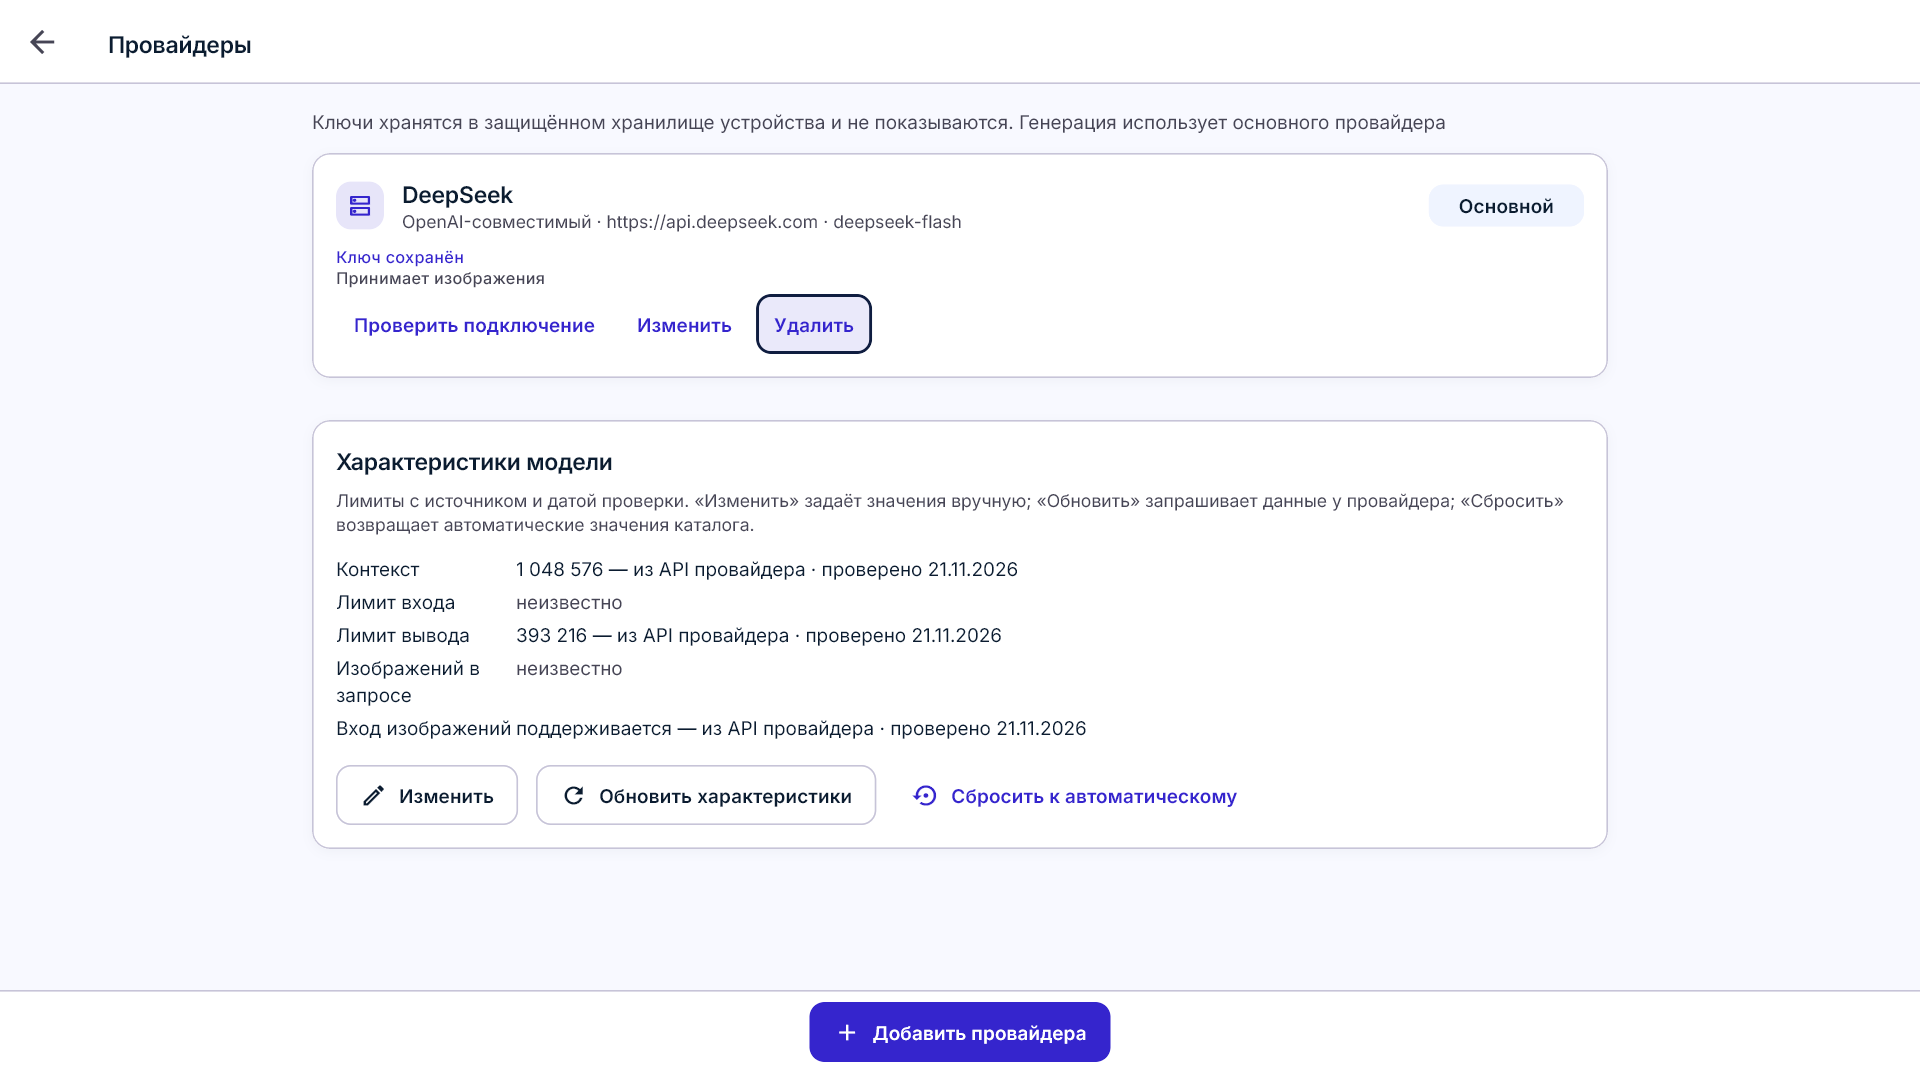 Провайдеры
Ключи хранятся в защищённом хранилище устройства и не показываются. Генерация использует основного провайдера
DeepSeek
OpenAI-совместимый · https://api.deepseek.com · deepseek-flash
Основной
Ключ сохранён
Принимает изображения
Проверить подключение Изменить Удалить
Характеристики модели
Лимиты с источником и датой проверки. «Изменить» задаёт значения вручную; «Обновить» запрашивает данные у провайдера; «Сбросить»
возвращает автоматические значения каталога.
Контекст 1 048 576 — из API провайдера · проверено 21.11.2026
Лимит входа неизвестно
Лимит вывода 393 216 — из API провайдера · проверено 21.11.2026
Изображений в неизвестно
запросе
Вход изображений поддерживается — из API провайдера · проверено 21.11.2026
Изменить Обновить характеристики Сбросить к автоматическому
Добавить провайдера